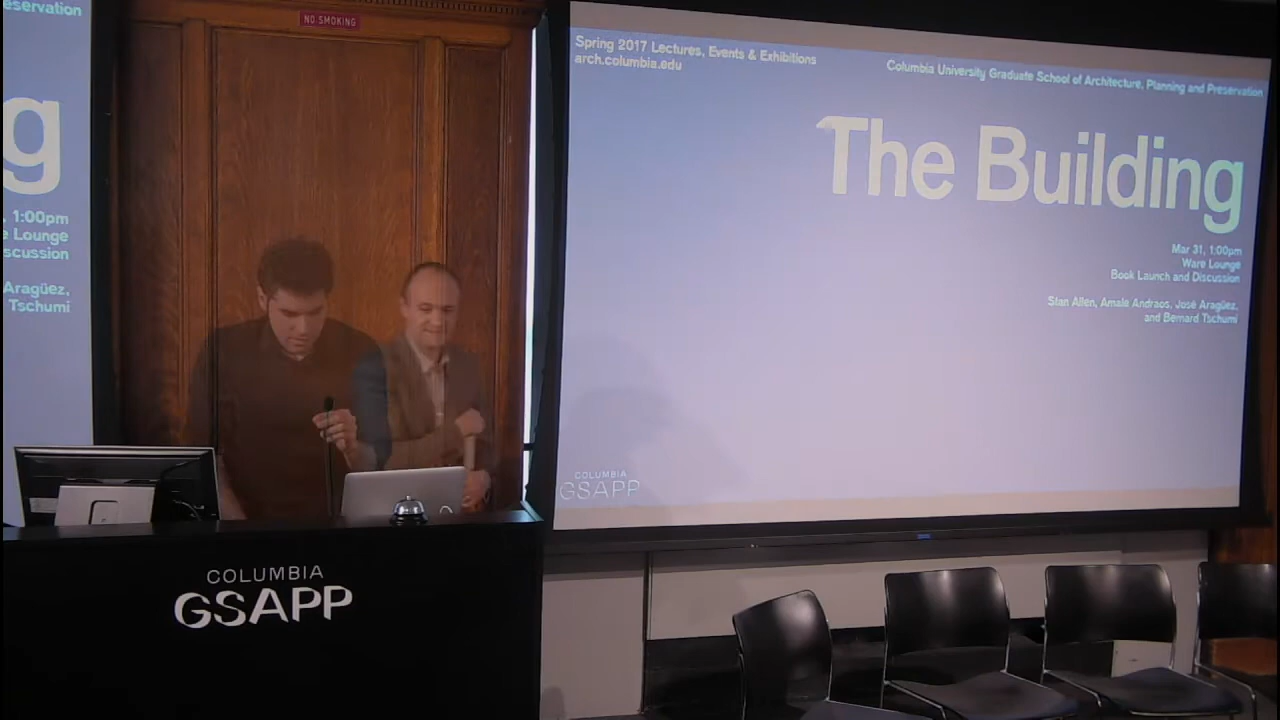 eservation
g
, 1:00pm
e Lounge
scussion
Aragüez,
Tschumi
NO SMOKING
Spring 2017 Lectures, Events & Exhibitions
arch.columbia.edu
Columbia University Graduate School of Architecture, Planning and Preservation
The Building
Mar 31, 1:00pm
Ware Lounge
Book Launch and Discussion
Stan Allen, Amale Andraos, José Aragüez,
and Bernard Tschumi
COLUMBIA
GSAPP
COLUMBIA
GSAPP